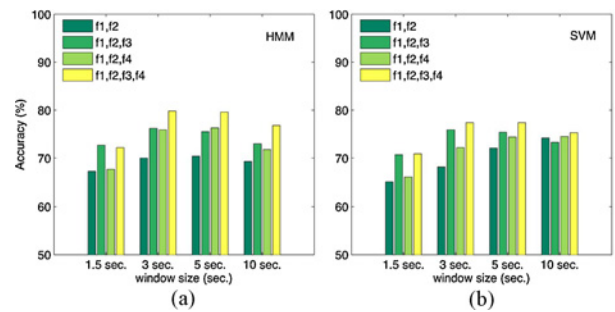 100
90
80
70
60
50
Accuracy (%)
f1,f2
f1,f2,f3
f1,f2,f4
f1,f2,f3,f4
HMM
1.5 sec. 3 sec. 5 sec. 10 sec.
window size (sec.)
(a)
100
90
80
70
60
50
f1,f2
f1,f2,f3
f1,f2,f4
f1,f2,f3,f4
SVM
1.5 sec. 3 sec. 5 sec. 10 sec.
window size (sec.)
(b)